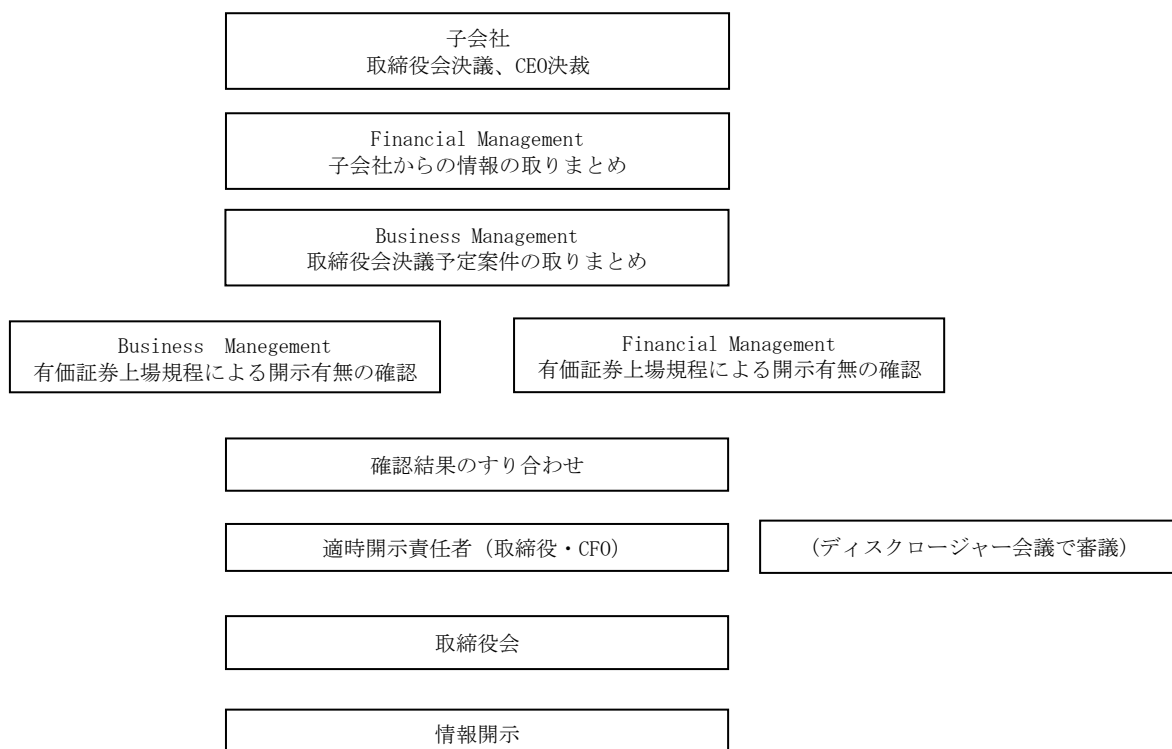 子会社
取締役会決議、CEO決裁
Financial Management
子会社からの情報の取りまとめ
Business Management
取締役会決議予定案件の取りまとめ
Business Manegement
有価証券上場規程による開示有無の確認
Financial Management
有価証券上場規程による開示有無の確認
確認結果のすり合わせ
適時開示責任者（取締役・CFO）
(ディスクロージャー会議で審議)
取締役会
情報開示